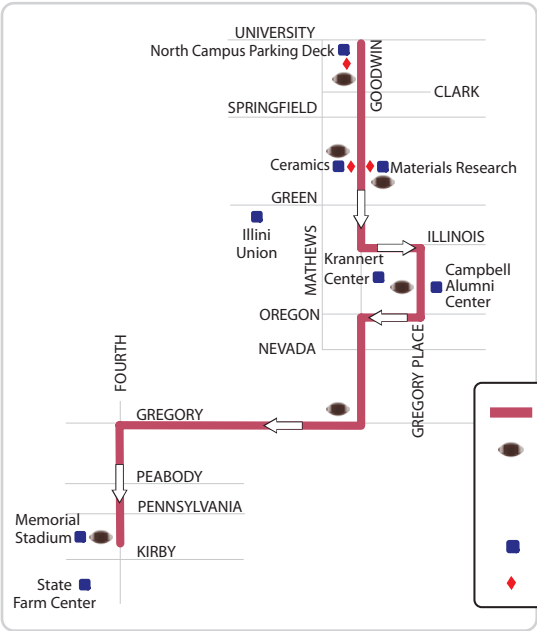 UNIVERSITY
North Campus Parking Deck
GOODWIN
CLARK
SPRINGFIELD
Ceramics
Materials Research
GREEN
Illini
Union
MATHEWS
ILLINOIS
Krannert
Center
Campbell
Alumni
Center
OREGON
NEVADA
GREGORY PLACE
FOURTH
GREGORY
PEABODY
PENNSYLVANIA
Memorial
Stadium
KIRBY
State
Farm Center